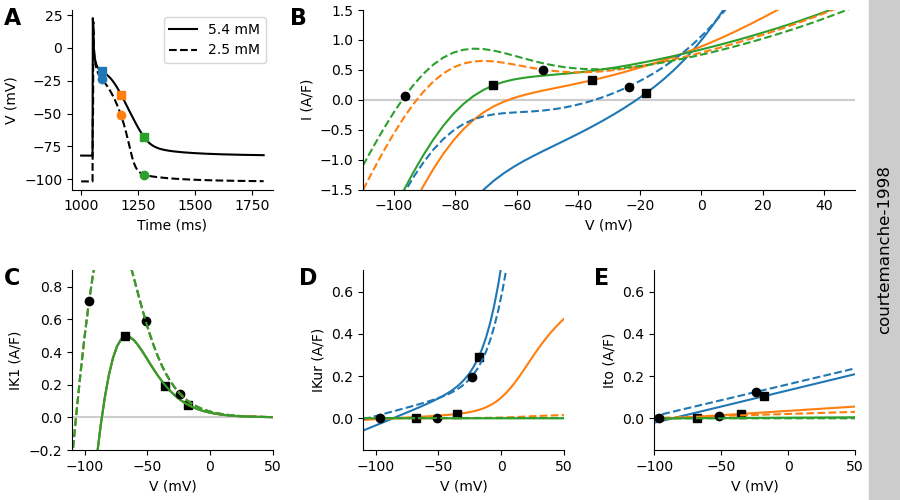 A
25
0
−25
−50
−75
−100
V (mV)
5.4 mM
2.5 mM
1000
1250
1500
1750
Time (ms)
B
1.5
1.0
0.5
0.0
−0.5
−1.0
−1.5
I (A/F)
−100
−80
−60
−40
−20
0
20
40
V (mV)
C
0.8
0.6
0.4
0.2
0.0
−0.2
IK1 (A/F)
−100
−50
0
50
V (mV)
D
0.6
0.4
0.2
0.0
IKur (A/F)
−100
−50
0
50
V (mV)
E
0.6
0.4
0.2
0.0
Ito (A/F)
−100
−50
0
50
V (mV)
courtemanche-1998